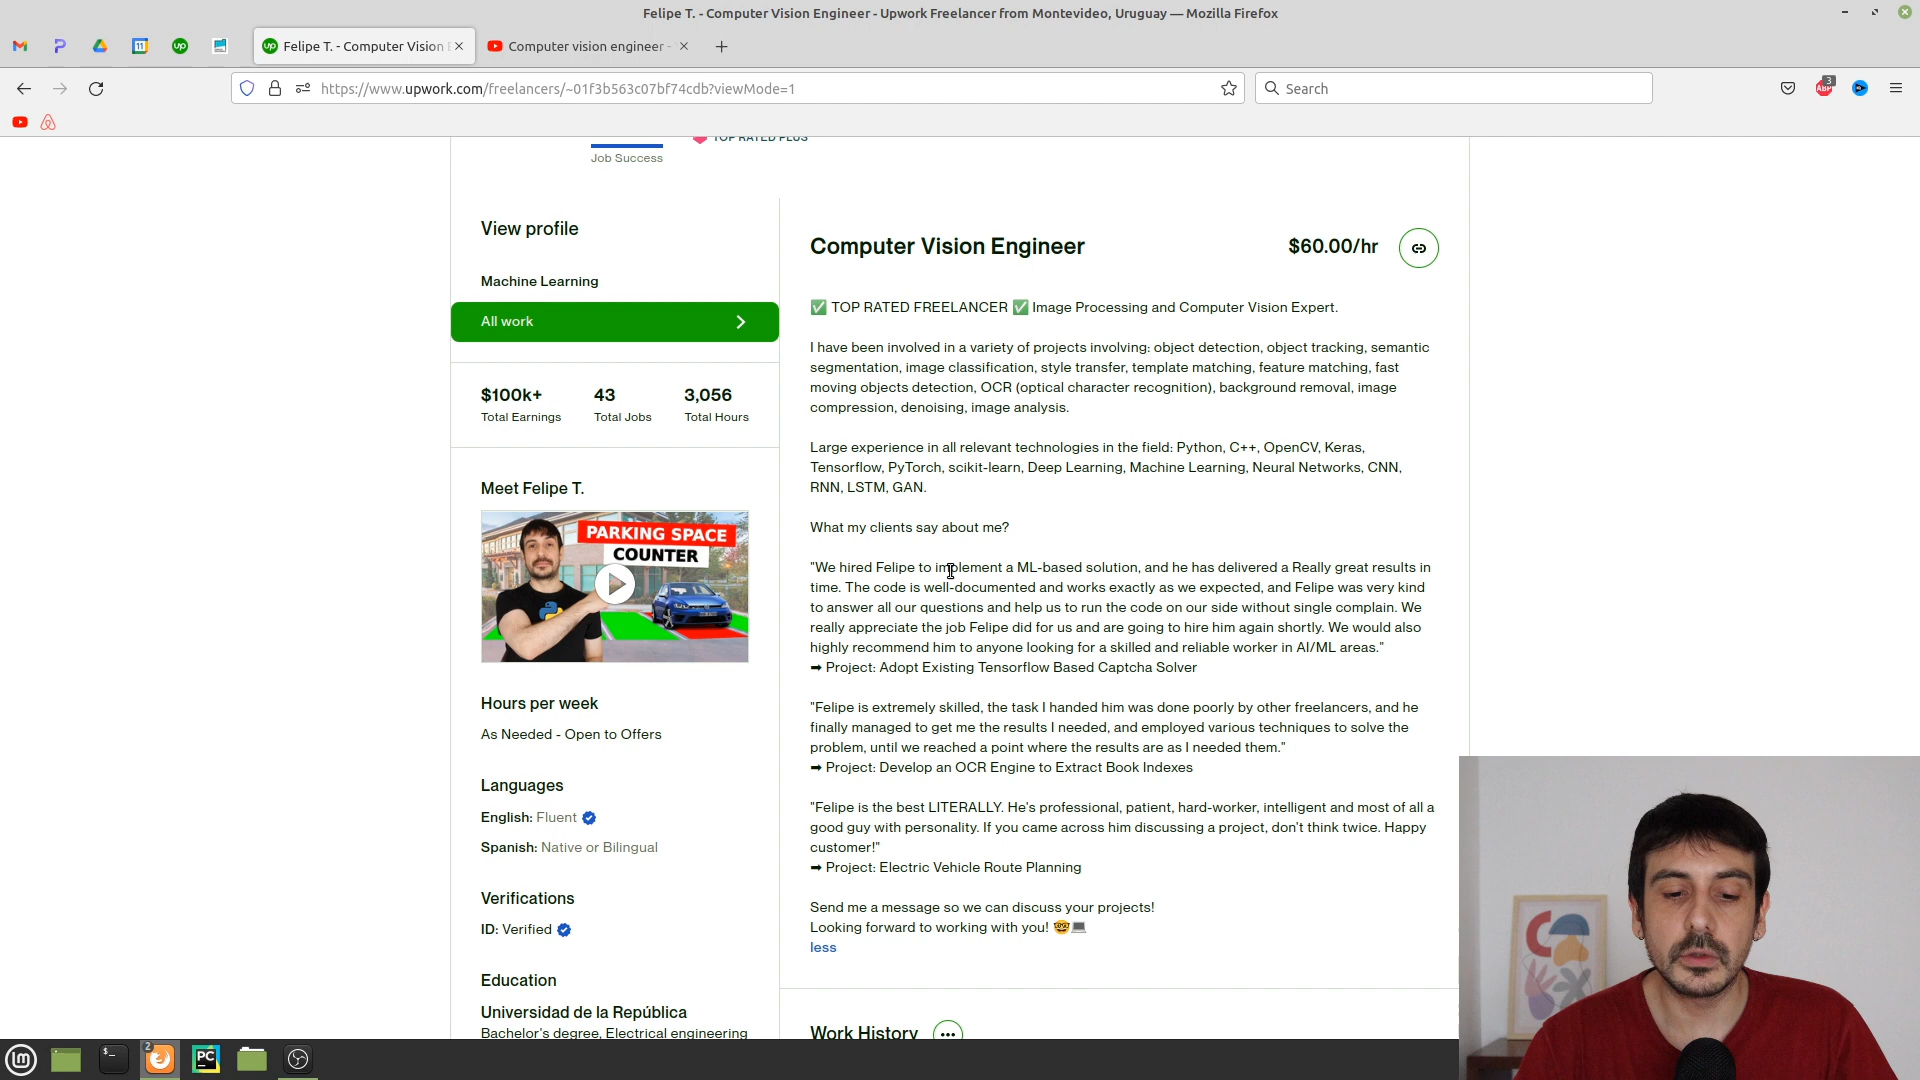 Felipe T. - Computer Vision Engineer - Upwork Freelancer from Montevideo, Uruguay — Mozilla Firefox
Felipe T. - Computer Vision E
Computer vision engineer -
https://www.upwork.com/freelancers/~01f3b563c07bf74cdb?viewMode=1
Search
3
ABP
TOP RATED PLUS
Job Success
View profile
Machine Learning
All work
$100k+
43
3,056
Total Earnings
Total Jobs
Total Hours
Meet Felipe T.
PARKING SPACE
COUNTER
Hours per week
As Needed - Open to Offers
Languages
English: Fluent
Spanish: Native or Bilingual
Verifications
ID: Verified
Education
Universidad de la República
Bachelor's degree, Electrical engineering
Computer Vision Engineer
$60.00/hr
✅ TOP RATED FREELANCER ✅ Image Processing and Computer Vision Expert.
I have been involved in a variety of projects involving: object detection, object tracking, semantic
segmentation, image classification, style transfer, template matching, feature matching, fast
moving objects detection, OCR (optical character recognition), background removal, image
compression, denoising, image analysis.
Large experience in all relevant technologies in the field: Python, C++, OpenCV, Keras,
Tensorflow, PyTorch, scikit-learn, Deep Learning, Machine Learning, Neural Networks, CNN,
RNN, LSTM, GAN.
What my clients say about me?
"We hired Felipe to implement a ML-based solution, and he has delivered a Really great results in
time. The code is well-documented and works exactly as we expected, and Felipe was very kind
to answer all our questions and help us to run the code on our side without single complain. We
really appreciate the job Felipe did for us and are going to hire him again shortly. We would also
highly recommend him to anyone looking for a skilled and reliable worker in AI/ML areas."
➡ Project: Adopt Existing Tensorflow Based Captcha Solver
"Felipe is extremely skilled, the task I handed him was done poorly by other freelancers, and he
finally managed to get me the results I needed, and employed various techniques to solve the
problem, until we reached a point where the results are as I needed them."
➡ Project: Develop an OCR Engine to Extract Book Indexes
"Felipe is the best LITERALLY. He's professional, patient, hard-worker, intelligent and most of all a
good guy with personality. If you came across him discussing a project, don't think twice. Happy
customer!"
➡ Project: Electric Vehicle Route Planning
Send me a message so we can discuss your projects!
Looking forward to working with you! 🤓💻
less
Work History
2
PC